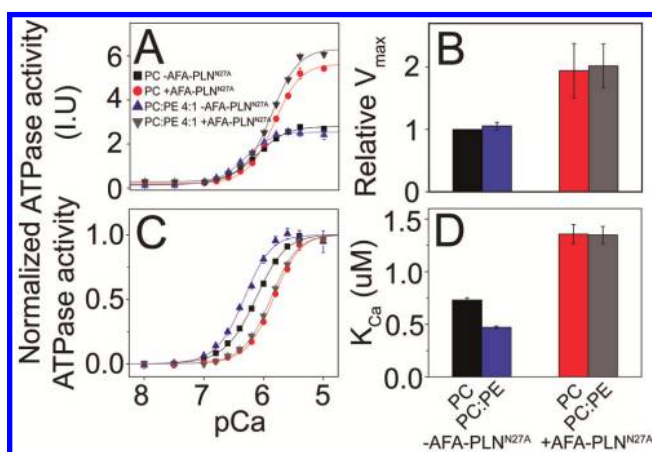 A
B
C
D
Normalized ATPase activity
ATPase activity
(I.U)
6
4
2
0
PC -AFA-PLN^N27A
PC +AFA-PLN^N27A
PC:PE 4:1 -AFA-PLN^N27A
PC:PE 4:1 +AFA-PLN^N27A
Relative Vmax
2
1
0
1.0
0.5
0.0
8 7 6 5
pCa
K_Ca (uM)
1.5
1.0
0.5
0.0
PC PC:PE PC PC:PE
-AFA-PLN^N27A +AFA-PLN^N27A